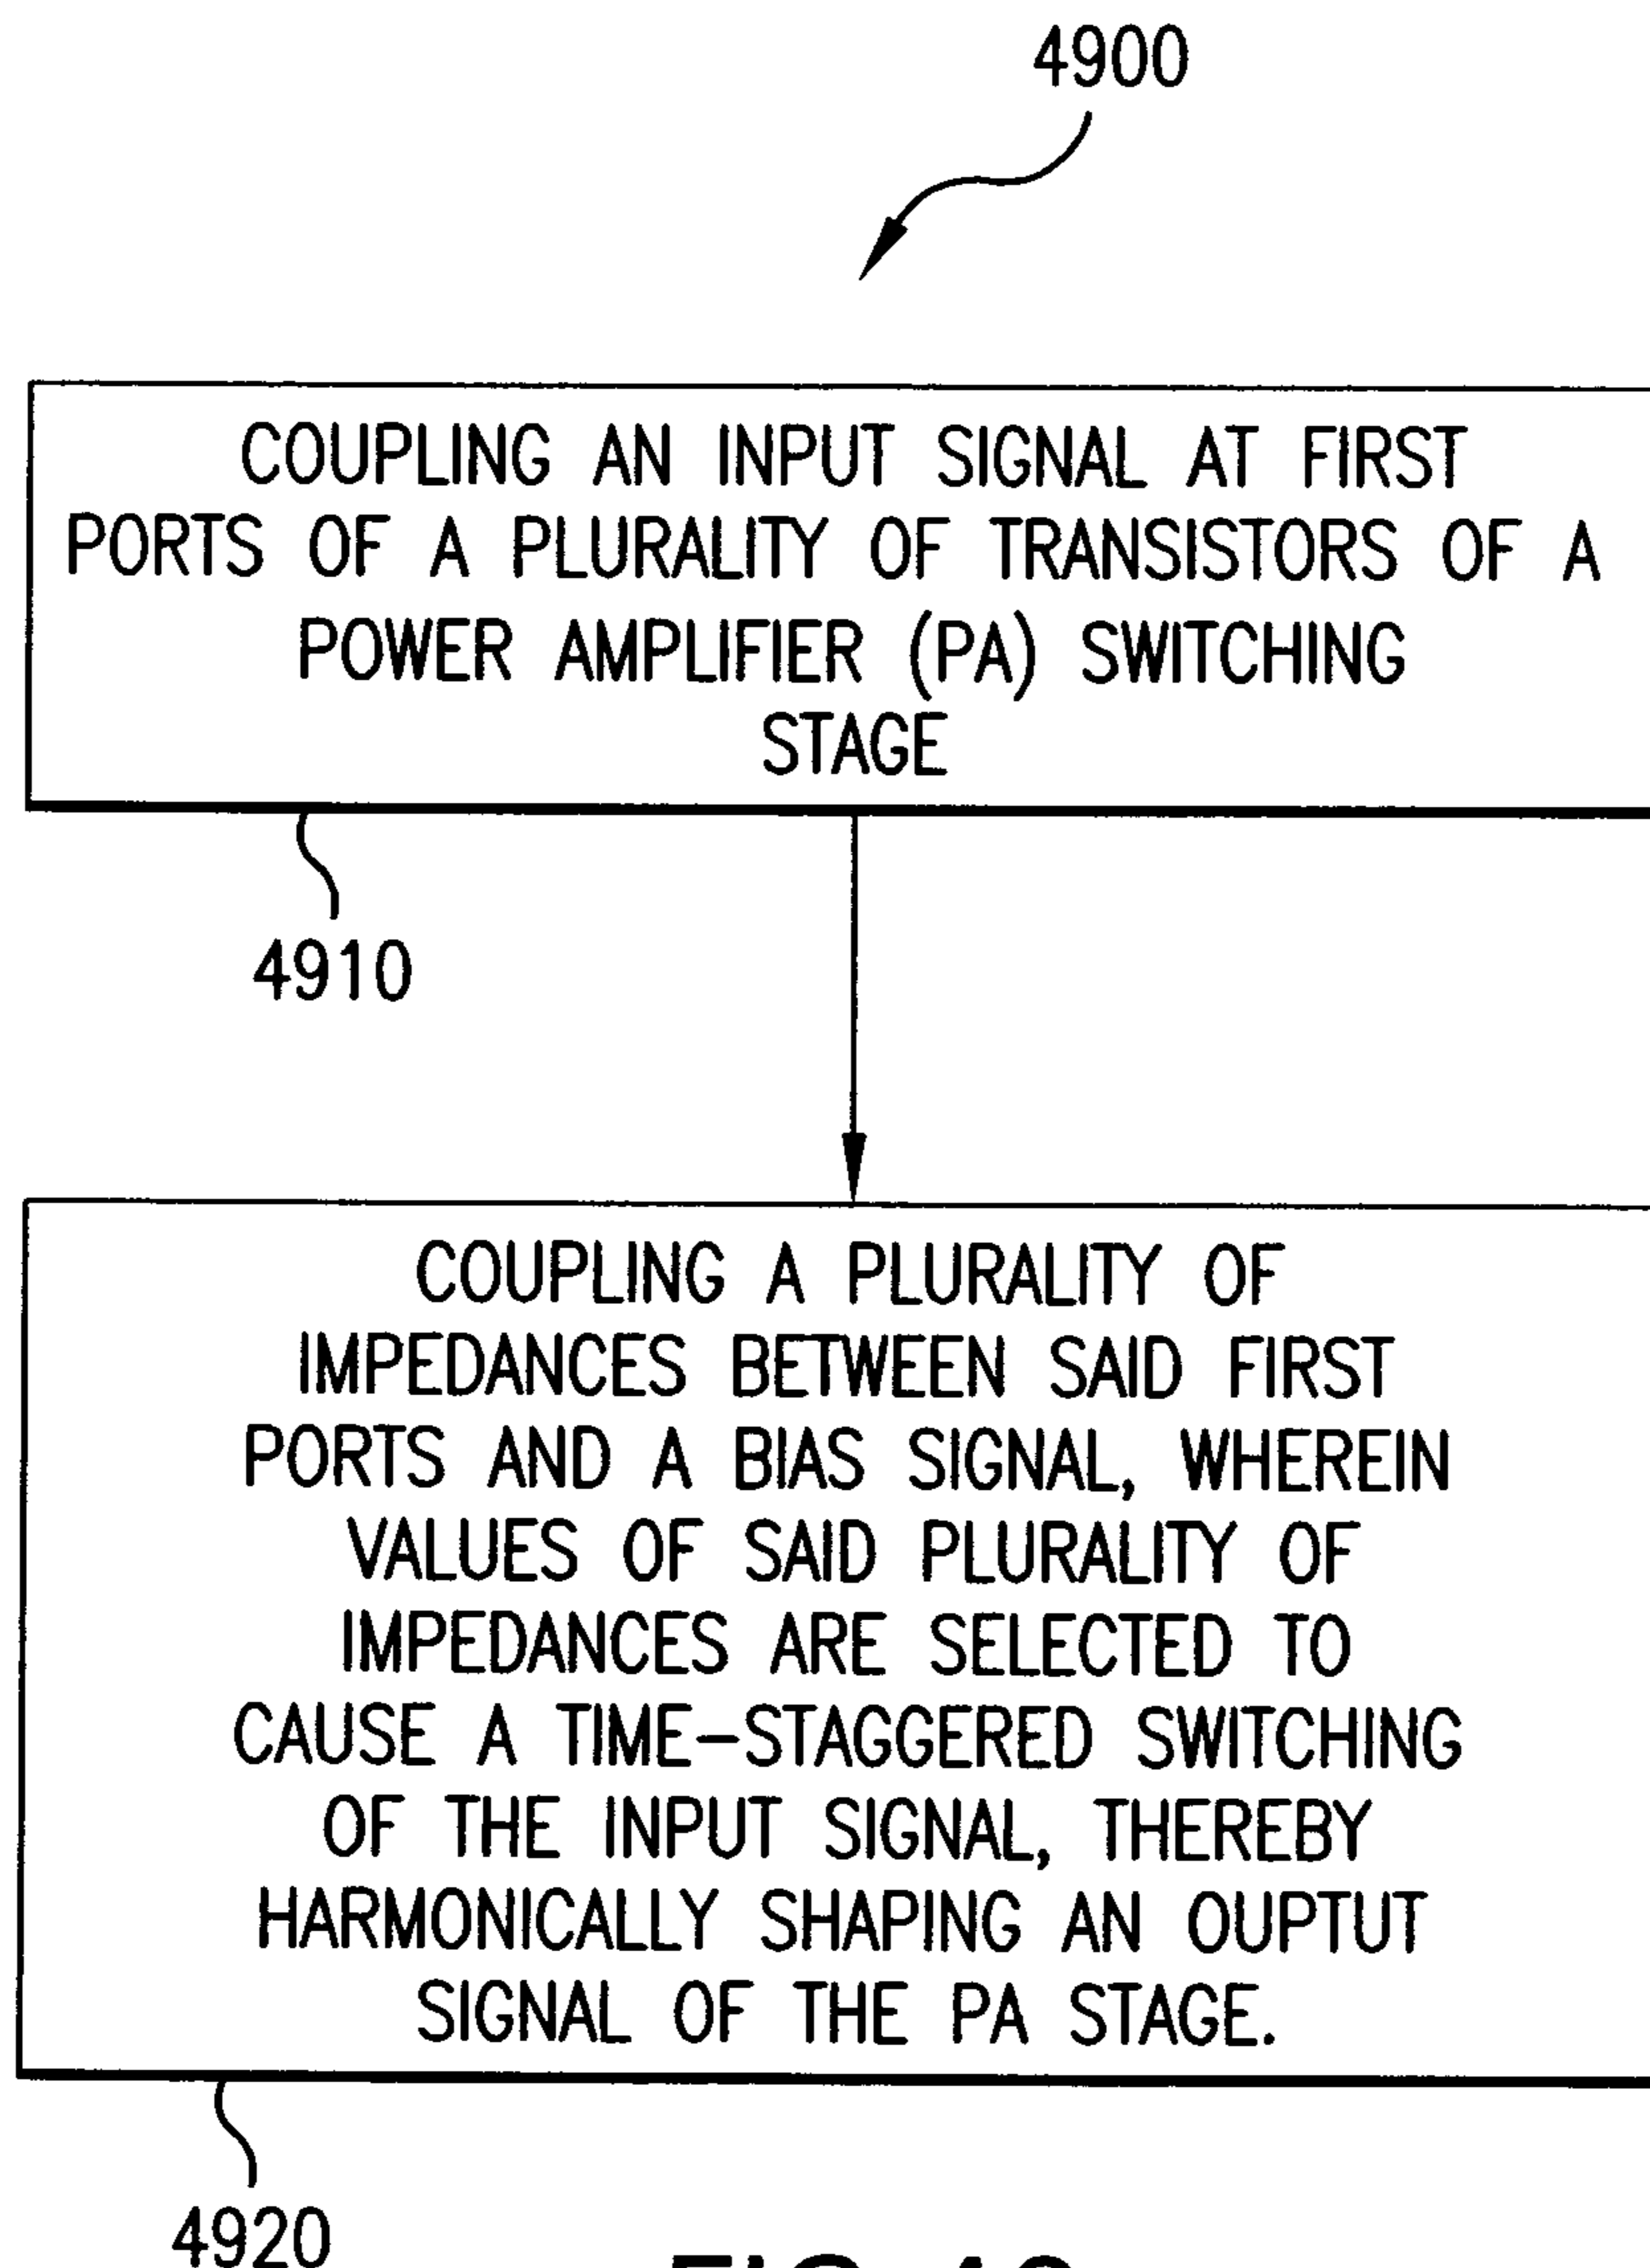 4900
COUPLING AN INPUT SIGNAL AT FIRST
PORTS OF A PLURALITY OF TRANSISTORS OF A
POWER AMPLIFIER (PA) SWITCHING
STAGE
4910
COUPLING A PLURALITY OF
IMPEDANCES BETWEEN SAID FIRST
PORTS AND A BIAS SIGNAL, WHEREIN
VALUES OF SAID PLURALITY OF
IMPEDANCES ARE SELECTED TO
CAUSE A TIME-STAGGERED SWITCHING
OF THE INPUT SIGNAL, THEREBY
HARMONICALLY SHAPING AN OUPTUT
SIGNAL OF THE PA STAGE.
4920